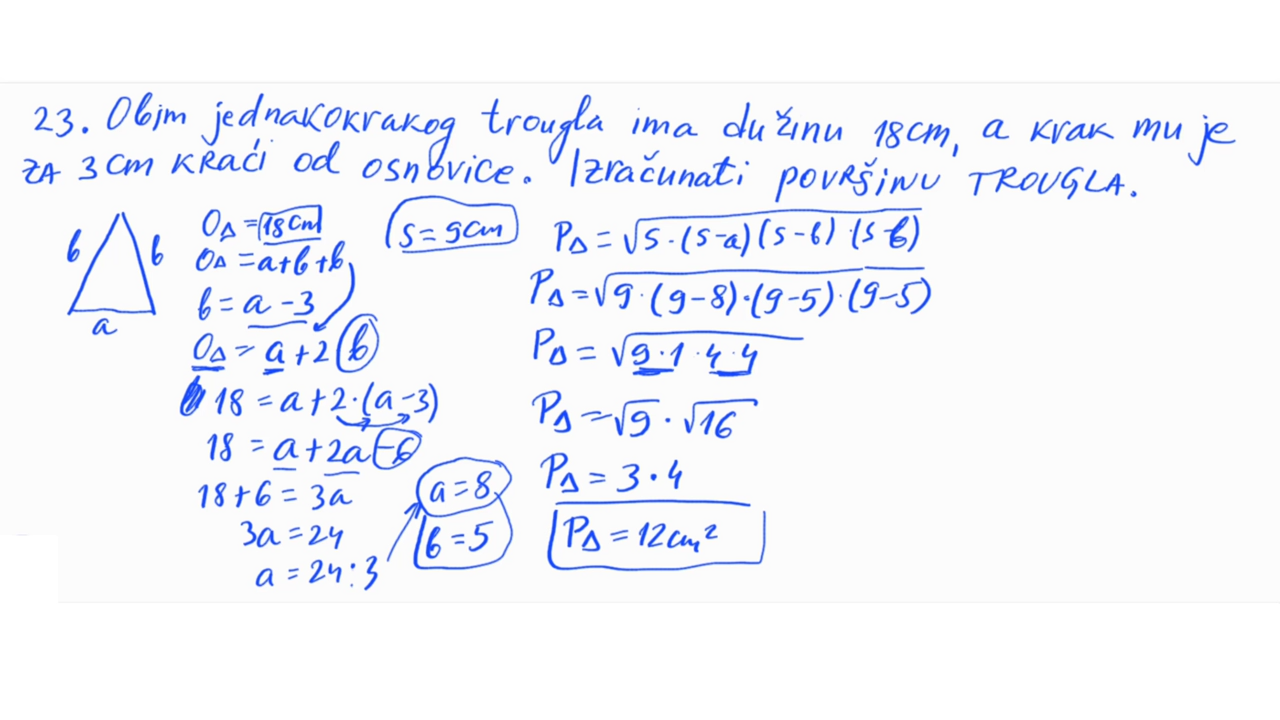 23. Obim jednakokrakog trougla ima dužinu 18cm, a krak mu je
za 3cm kraći od osnovice. Izračunati površinu TROUGLA.
b b
a
O△ = 18cm
O△ = a+b+b
b = a - 3
O△ = a + 2b
18 = a + 2·(a-3)
18 = a + 2a - 6
18+6 = 3a
3a = 24
a = 24:3
a = 8
b = 5
s = 9cm
P△ = √s·(s-a)(s-b)·(s-b)
P△ = √9·(9-8)·(9-5)·(9-5)
P△ = √9·1·4·4
P△ = √9 · √16
P△ = 3·4
P△ = 12cm²